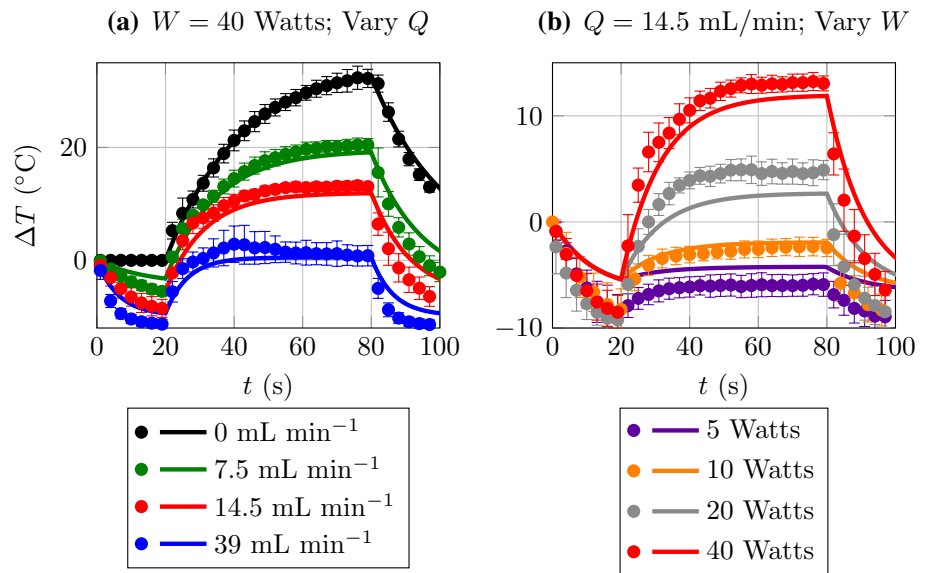 (a) W = 40 Watts; Vary Q
(b) Q = 14.5 mL/min; Vary W
ΔT (°C)
20
0
0 20 40 60 80 100
t (s)
10
0
−10
0 20 40 60 80 100
t (s)
0 mL min⁻¹
7.5 mL min⁻¹
14.5 mL min⁻¹
39 mL min⁻¹
5 Watts
10 Watts
20 Watts
40 Watts